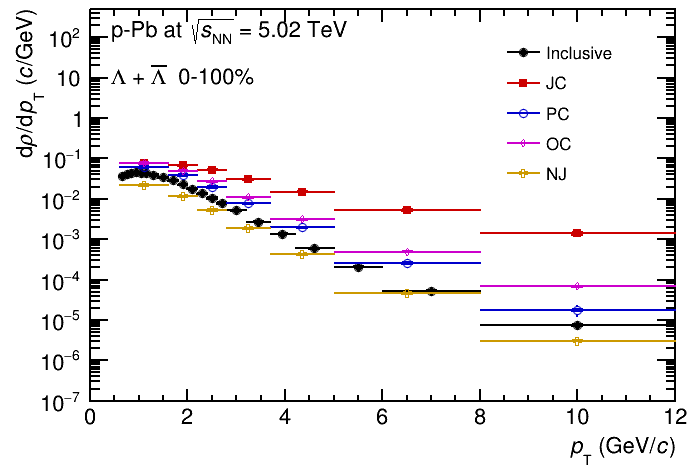 p-Pb at √s_NN = 5.02 TeV
Λ + Λ̅ 0-100%
Inclusive
JC
PC
OC
NJ
dρ/dp_T (c/GeV)
10²
10
1
10⁻¹
10⁻²
10⁻³
10⁻⁴
10⁻⁵
10⁻⁶
10⁻⁷
0 2 4 6 8 10 12
p_T (GeV/c)